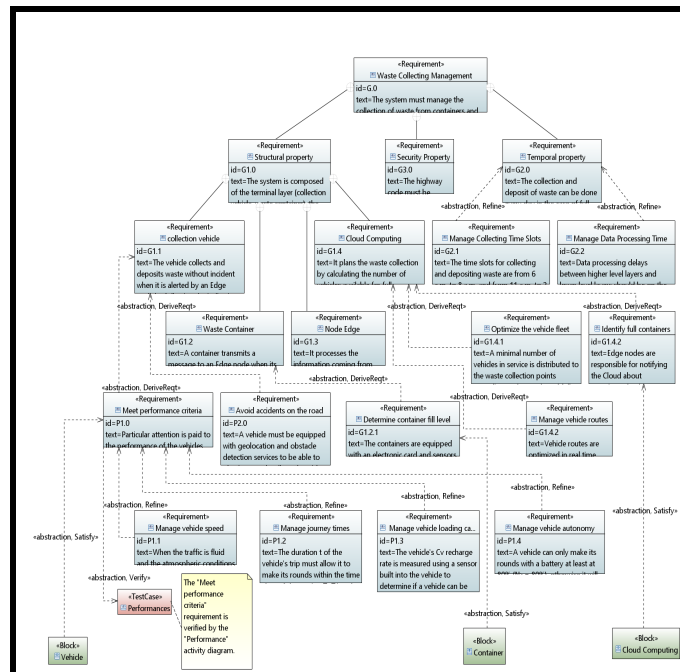 «Requirement»
Waste Collecting Management
id=G.0
text=The system must manage the
collection of waste from containers and
«Requirement»
Structural property
id=G1.0
text=The system is composed
of the terminal layer (collection
«Requirement»
Security Property
id=G3.0
text=The highway
code must be
«Requirement»
Temporal property
id=G2.0
text=The collection and
deposit of waste can be done
«abstraction, Refine»
«abstraction, Refine»
«Requirement»
collection vehicle
id=G1.1
text=The vehicle collects and
deposits waste without incident
when it is alerted by an Edge
«Requirement»
Cloud Computing
id=G1.4
text=It plans the waste collection
by calculating the number of
«Requirement»
Manage Collecting Time Slots
id=G2.1
text=The time slots for collecting
and depositing waste are from 6
«Requirement»
Manage Data Processing Time
id=G2.2
text=Data processing delays
between higher level layers and
«abstraction, DeriveReqt»
«abstraction, DeriveReqt»
«abstraction, DeriveReqt»
«Requirement»
Waste Container
id=G1.2
text=A container transmits a
message to an Edge node when its
«Requirement»
Node Edge
id=G1.3
text=It processes the
information coming from
«Requirement»
Optimize the vehicle fleet
id=G1.4.1
text=A minimal number of
vehicles in service is distributed to
the waste collection points
«Requirement»
Identify full containers
id=G1.4.2
text=Edge nodes are
responsible for notifying
the Cloud about
«abstraction, DeriveReqt»
«abstraction, DeriveReqt»
«abstraction, DeriveReqt»
«Requirement»
Meet performance criteria
id=P1.0
text=Particular attention is paid to
the performance of the vehicles
«Requirement»
Avoid accidents on the road
id=P2.0
text=A vehicle must be equipped
with geolocation and obstacle
detection services to be able to
«Requirement»
Determine container fill level
id=G1.2.1
text=The containers are equipped
with an electronic card and sensors
«Requirement»
Manage vehicle routes
id=G1.4.2
text=Vehicle routes are
optimized in real time
«abstraction, Refine»
«abstraction, Refine»
«abstraction, Refine»
«abstraction, Refine»
«Requirement»
Manage vehicle speed
id=P1.1
text=When the traffic is fluid
and the atmospheric conditions
«Requirement»
Manage journey times
id=P1.2
text=The duration t of the
vehicle's trip must allow it to
make its rounds within the time
«Requirement»
Manage vehicle loading ca...
id=P1.3
text=The vehicle's Cv recharge
rate is measured using a sensor
built into the vehicle to
determine if a vehicle can be
«Requirement»
Manage vehicle autonomy
id=P1.4
text=A vehicle can only make its
rounds with a battery at least at
«abstraction, Satisfy»
«abstraction, Satisfy»
«abstraction, Verify»
«TestCase»
Performances
The "Meet
performance
criteria"
requirement is
verified by the
"Performance"
activity diagram.
«abstraction, Satisfy»
«Block»
Vehicle
«Block»
Container
«Block»
Cloud Computing